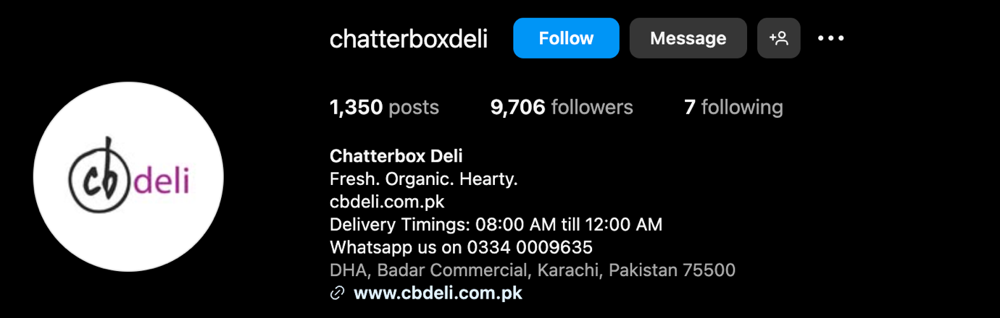 chatterboxdeli Follow Message
1,350 posts 9,706 followers 7 following
cb deli
Chatterbox Deli
Fresh. Organic. Hearty.
cbdeli.com.pk
Delivery Timings: 08:00 AM till 12:00 AM
Whatsapp us on 0334 0009635
DHA, Badar Commercial, Karachi, Pakistan 75500
www.cbdeli.com.pk